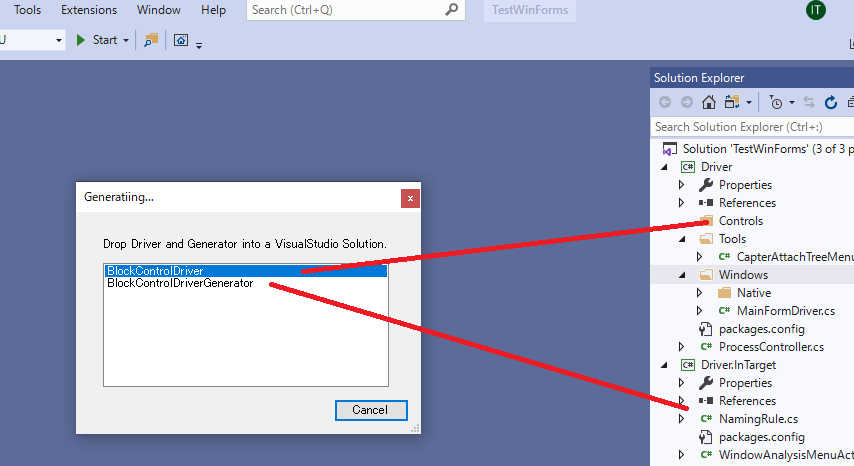 Tools Extensions Window Help Search (Ctrl+Q) TestWinForms IT
U Start
Solution Explorer
Search Solution Explorer (Ctrl+;)
Solution 'TestWinForms' (3 of 3 p
C# Driver
Properties
References
Controls
Tools
C# CapterAttachTreeMenu
Windows
Native
C# MainFormDriver.cs
packages.config
C# ProcessController.cs
C# Driver.InTarget
Properties
References
C# NamingRule.cs
packages.config
C# WindowAnalysisMenuAct
Generatiing...
x
Drop Driver and Generator into a VisualStudio Solution.
BlockControlDriver
BlockControlDriverGenerator
Cancel